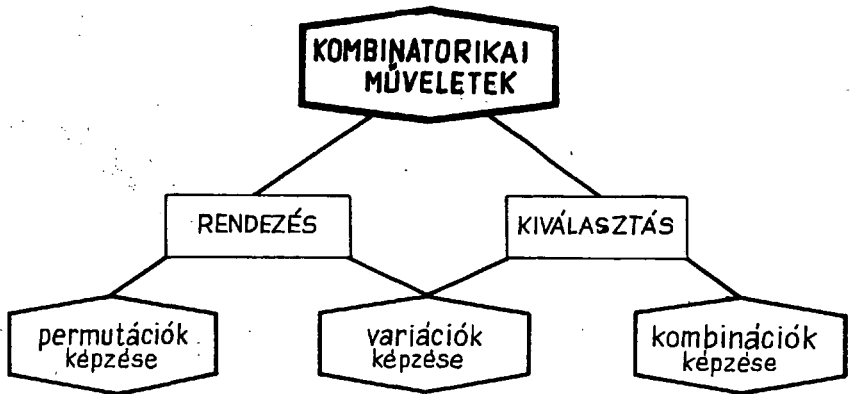 KOMBINATORIKAI
MŰVELETEK
RENDEZÉS
KIVÁLASZTÁS
permutációk
képzése
variációk
képzése
kombinációk
képzése